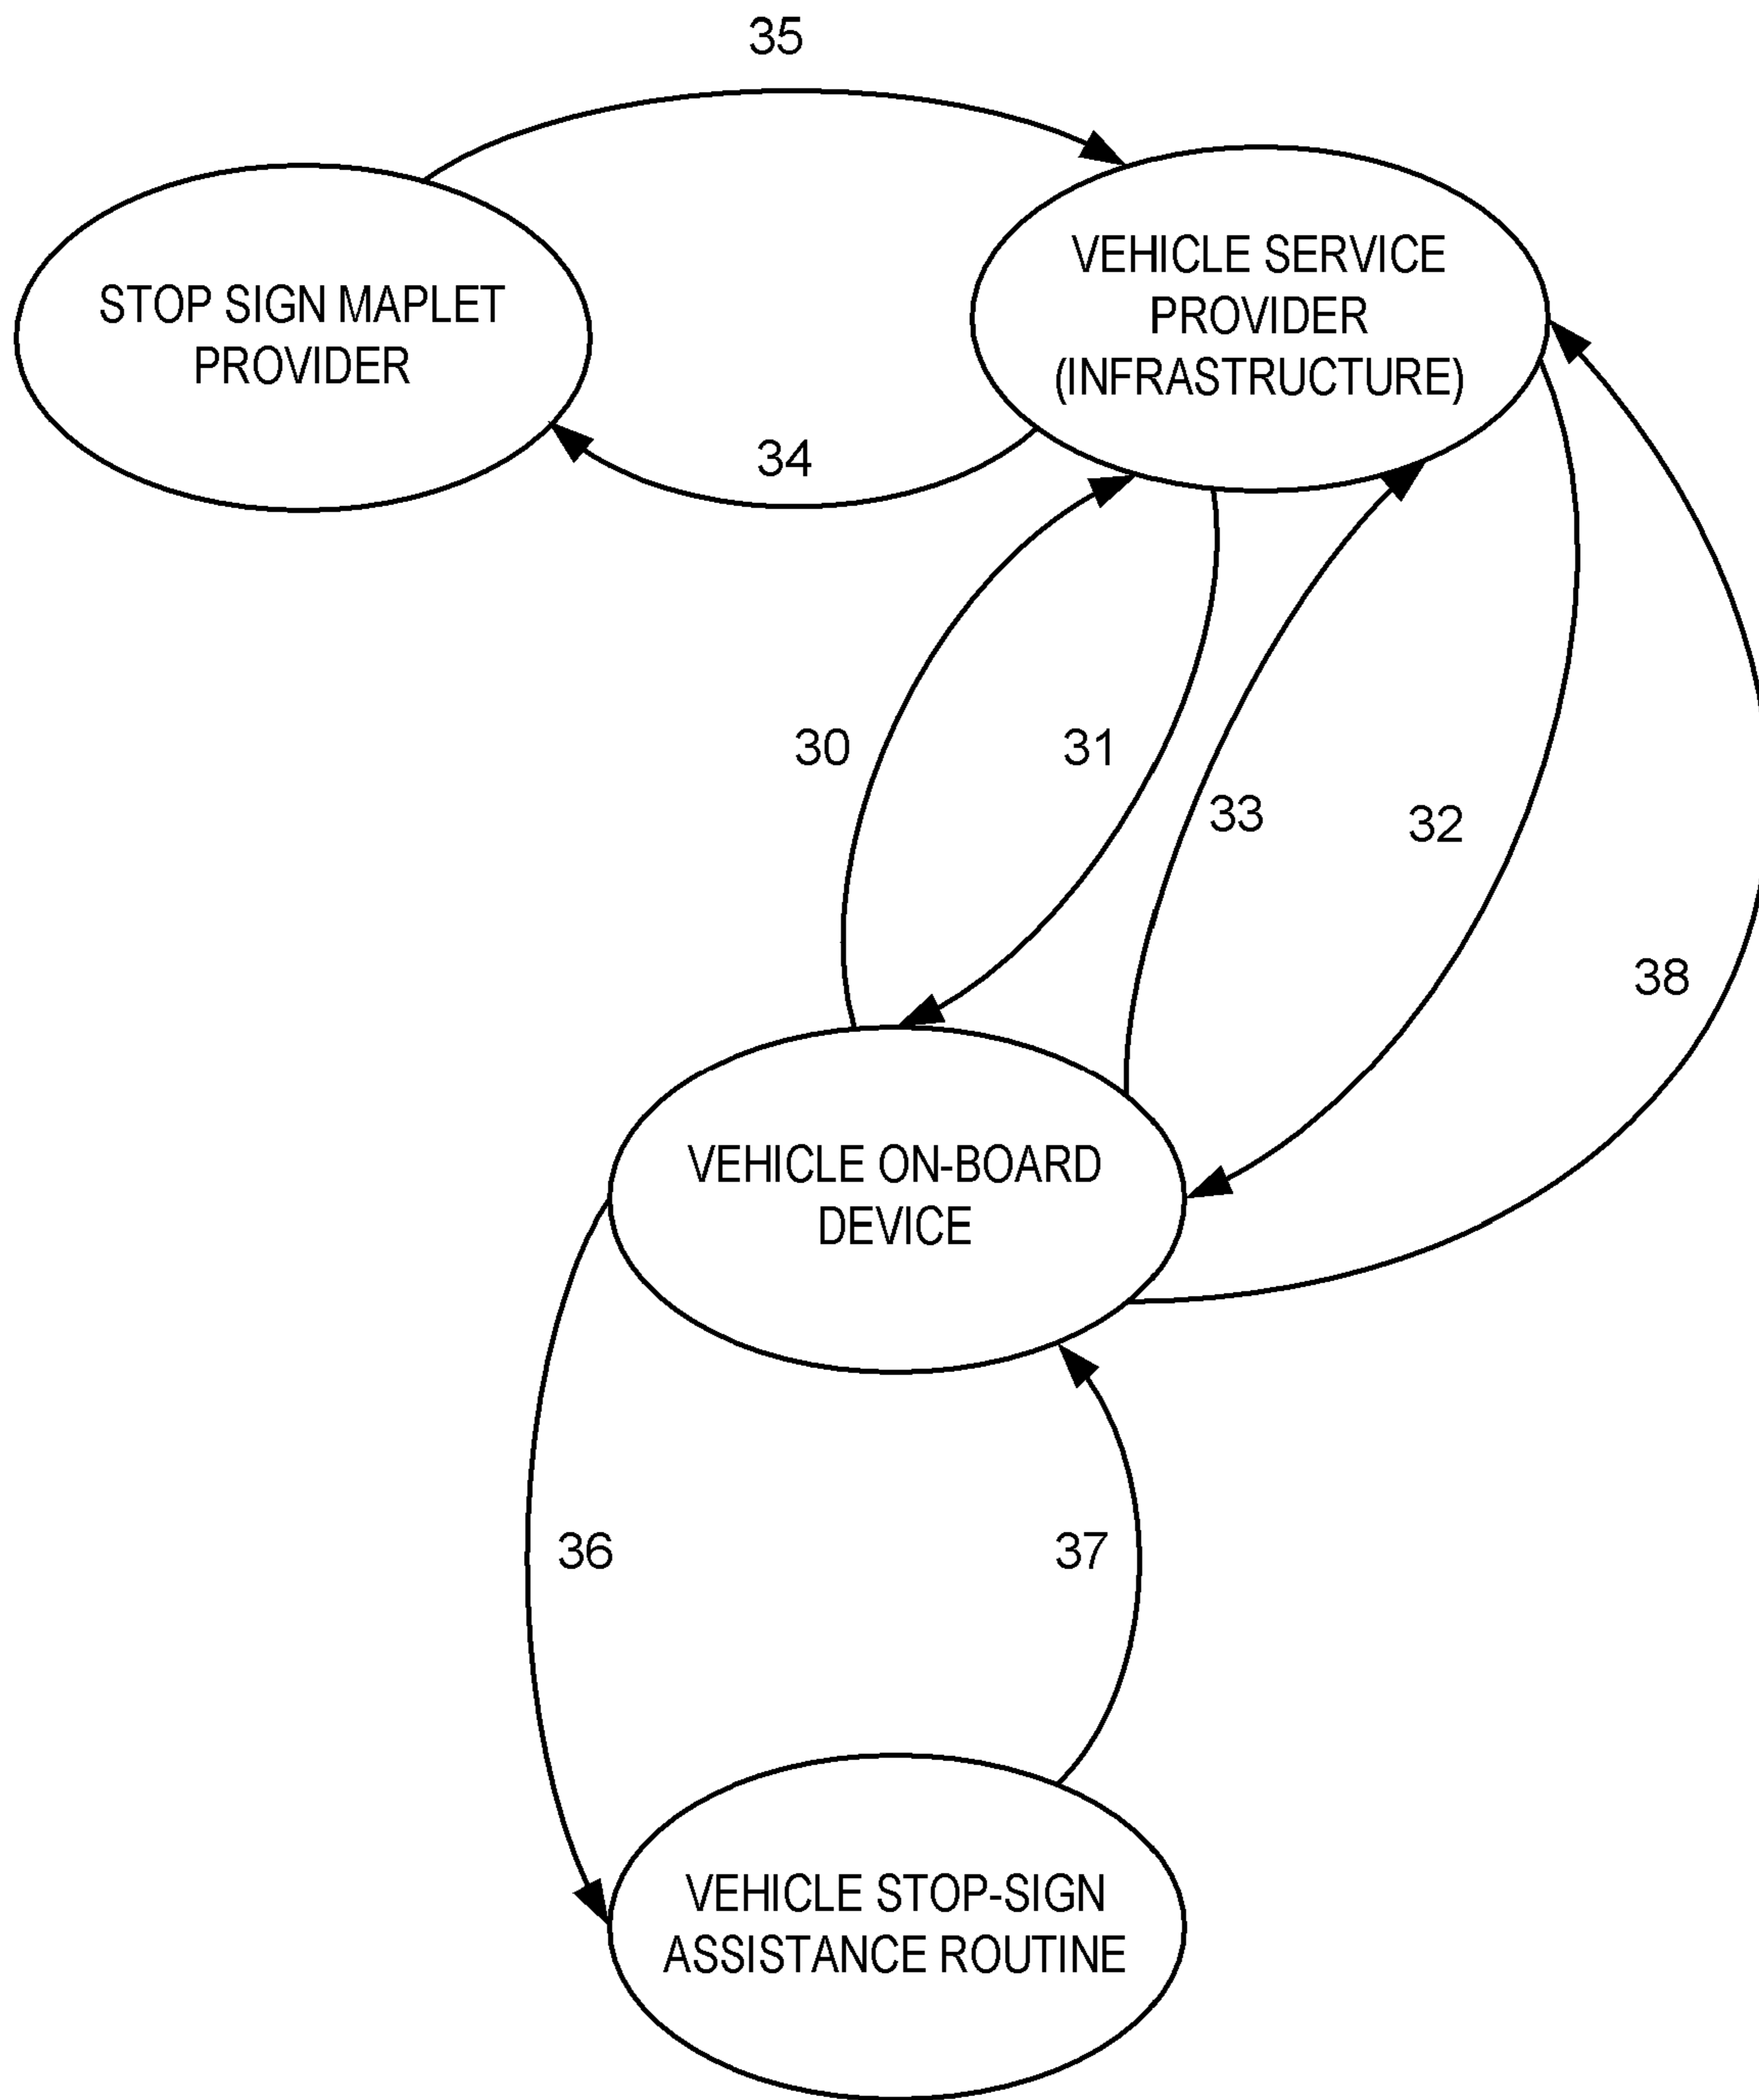 35
STOP SIGN MAPLET
PROVIDER
VEHICLE SERVICE
PROVIDER
(INFRASTRUCTURE)
34
30
31
33
32
38
VEHICLE ON-BOARD
DEVICE
36
37
VEHICLE STOP-SIGN
ASSISTANCE ROUTINE